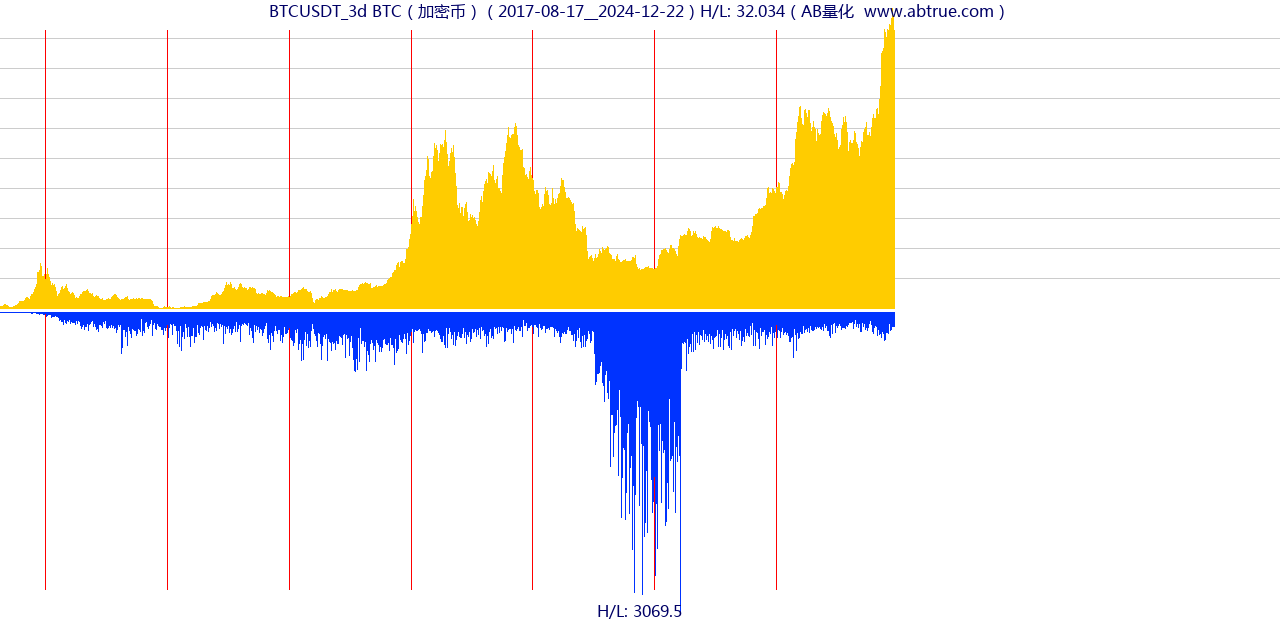 BTCUSDT_3d BTC（加密币）（2017-08-17__2024-12-22）H/L: 32.034（AB量化  www.abtrue.com）
H/L: 3069.5